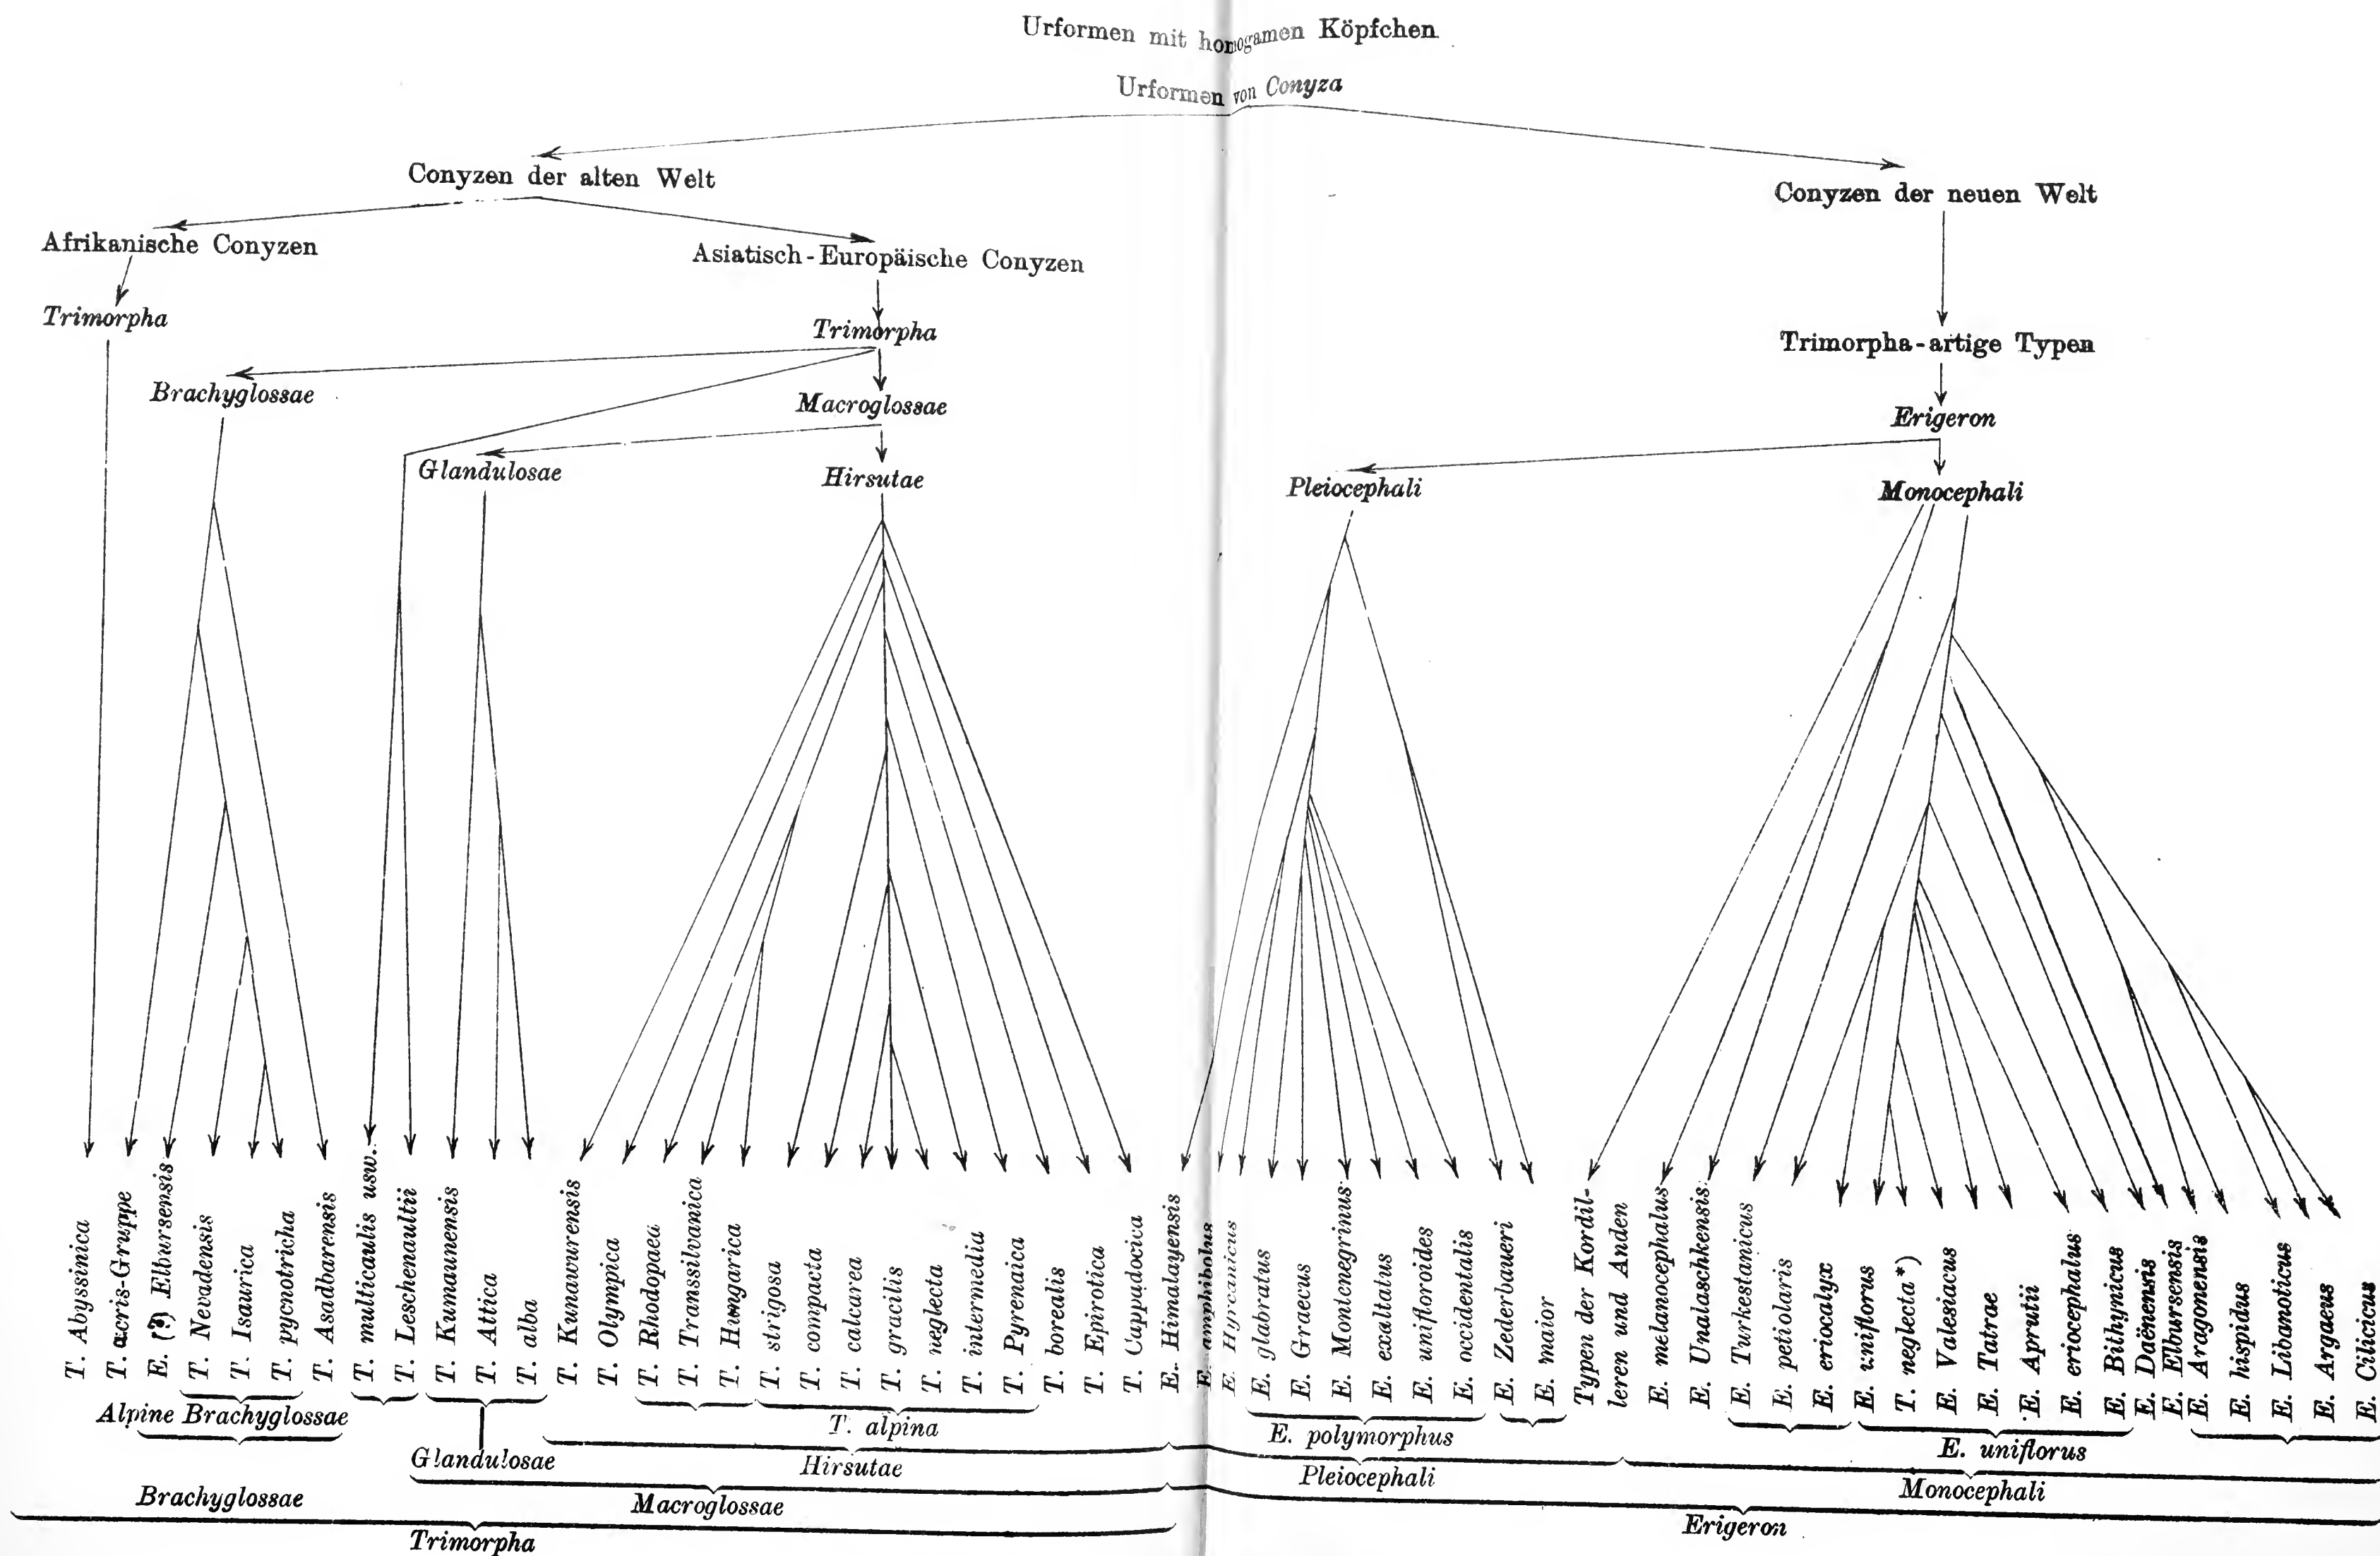 Urformen mit homogamen Köpfchen
Urformen von Conyza
Conyzen der alten Welt
Conyzen der neuen Welt
Afrikanische Conyzen
Asiatisch-Europäische Conyzen
Trimorpha
Trimorpha
Trimorpha-artige Typen
Brachyglossae
Macroglossae
Erigeron
Glandulosae
Hirsutae
Pleiocephali
Monocephali
T. Abyssinica
T. acris-Gruppe
E. (?) Elbursensis
T. Nevadensis
T. Isaurica
T. pycnotricha
T. Asadbarensis
T. multicaulis usw.
T. Leschenaultii
T. Kumaunensis
T. Attica
T. alba
T. Kunawurensis
T. Olympica
T. Rhodopaea
T. Transsilvanica
T. Hungarica
T. strigosa
T. compacta
T. calcarea
T. gracilis
T. neglecta
T. intermedia
T. Pyrenaica
T. borealis
T. Epirotica
T. Cappadocica
E. Himalayensis
E. amphibolus
E. Hyrcanicus
E. glabratus
E. Graecus
E. Montenegrinus
E. exaltatus
E. unifloroides
E. occidentalis
E. Zederbaueri
E. maior
Typen der Kordil-
leren und Anden
E. melanocephalus
E. Unalaschkensis
E. Turkestanicus
E. petiolaris
E. eriocalyx
E. uniflorus
T. neglecta*)
E. Valesiacus
E. Tatrae
E. Aprutii
E. eriocephalus
E. Bithynicus
E. Daënensis
E. Elbursensis
E. Aragonensis
E. hispidus
E. Libanoticus
E. Argaeus
E. Cilicicus
Alpine Brachyglossae
T. alpina
E. polymorphus
E. uniflorus
Glandulosae
Hirsutae
Pleiocephali
Monocephali
Brachyglossae
Macroglossae
Erigeron
Trimorpha